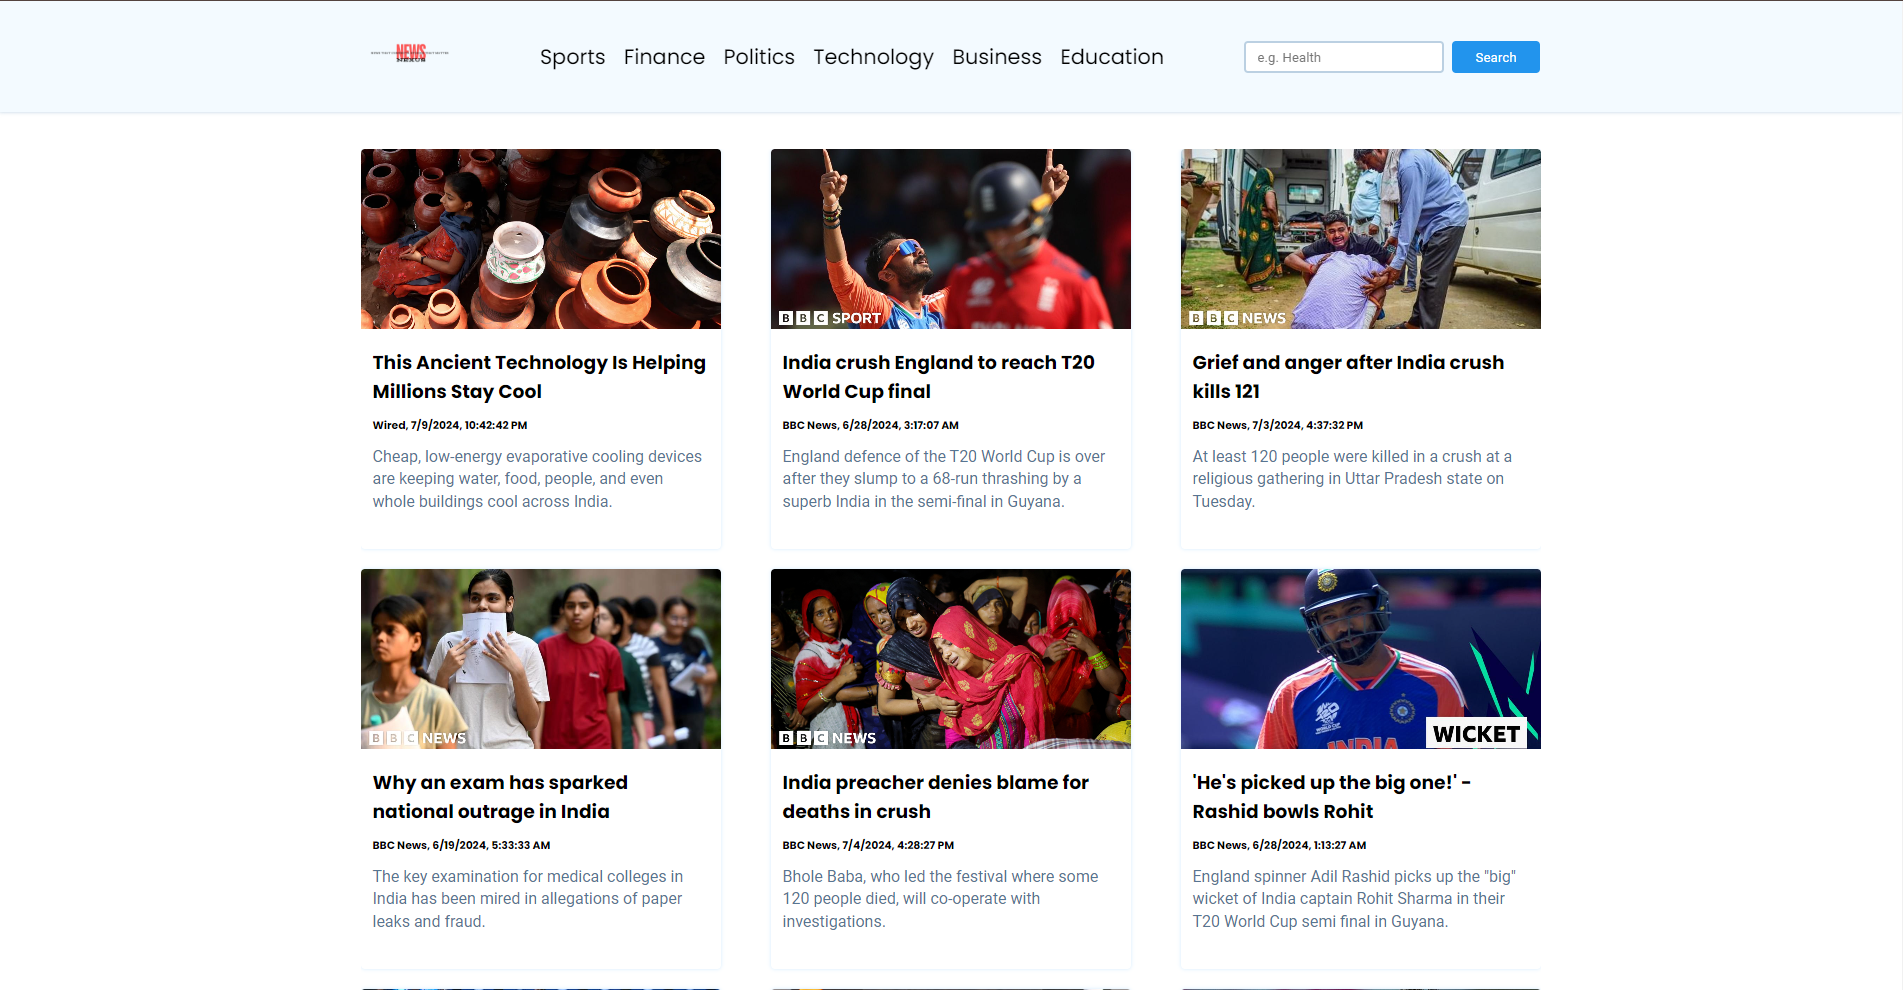 NEWS
NEXUS
Sports Finance Politics Technology Business Education
e.g. Health
Search
BBC SPORT
BBC NEWS
This Ancient Technology Is Helping
Millions Stay Cool
Wired, 7/9/2024, 10:42:42 PM
Cheap, low-energy evaporative cooling devices
are keeping water, food, people, and even
whole buildings cool across India.
India crush England to reach T20
World Cup final
BBC News, 6/28/2024, 3:17:07 AM
England defence of the T20 World Cup is over
after they slump to a 68-run thrashing by a
superb India in the semi-final in Guyana.
Grief and anger after India crush
kills 121
BBC News, 7/3/2024, 4:37:32 PM
At least 120 people were killed in a crush at a
religious gathering in Uttar Pradesh state on
Tuesday.
BBC NEWS
BBC NEWS
INDIA
WICKET
Why an exam has sparked
national outrage in India
BBC News, 6/19/2024, 5:33:33 AM
The key examination for medical colleges in
India has been mired in allegations of paper
leaks and fraud.
India preacher denies blame for
deaths in crush
BBC News, 7/4/2024, 4:28:27 PM
Bhole Baba, who led the festival where some
120 people died, will co-operate with
investigations.
'He's picked up the big one!' -
Rashid bowls Rohit
BBC News, 6/28/2024, 1:13:27 AM
England spinner Adil Rashid picks up the "big"
wicket of India captain Rohit Sharma in their
T20 World Cup semi final in Guyana.